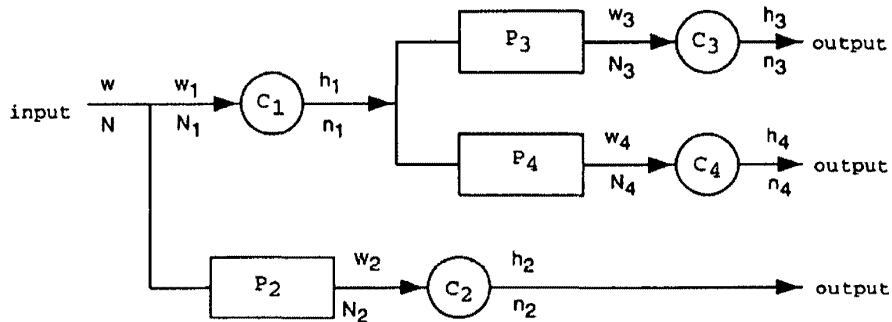 P3 w3 N3 C3 h3 n3 output
input w N w1 N1 C1 h1 n1
P4 w4 N4 C4 h4 n4 output
P2 w2 N2 C2 h2 n2 output